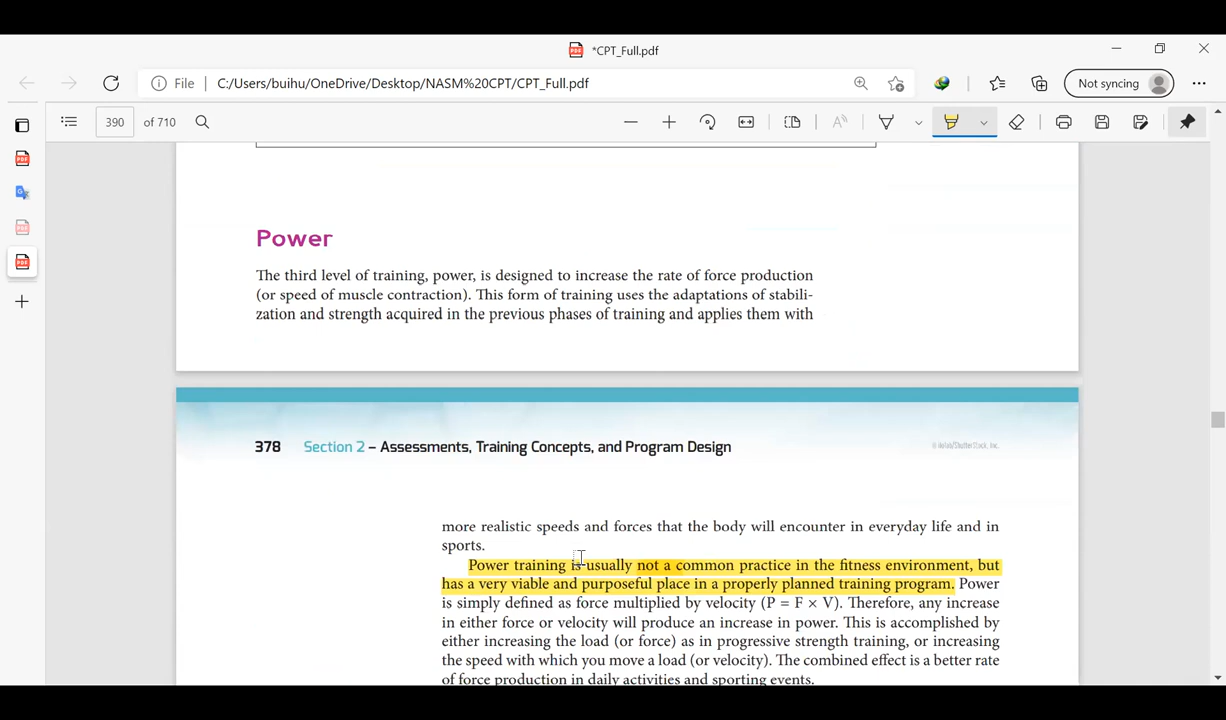 *CPT_Full.pdf
File | C:/Users/buihu/OneDrive/Desktop/NASM%20CPT/CPT_Full.pdf
Not syncing
390 of 710
Power
The third level of training, power, is designed to increase the rate of force production
(or speed of muscle contraction). This form of training uses the adaptations of stabili-
zation and strength acquired in the previous phases of training and applies them with
378 Section 2 – Assessments, Training Concepts, and Program Design
more realistic speeds and forces that the body will encounter in everyday life and in
sports.
Power training is usually not a common practice in the fitness environment, but
has a very viable and purposeful place in a properly planned training program. Power
is simply defined as force multiplied by velocity (P = F × V). Therefore, any increase
in either force or velocity will produce an increase in power. This is accomplished by
either increasing the load (or force) as in progressive strength training, or increasing
the speed with which you move a load (or velocity). The combined effect is a better rate
of force production in daily activities and sporting events.